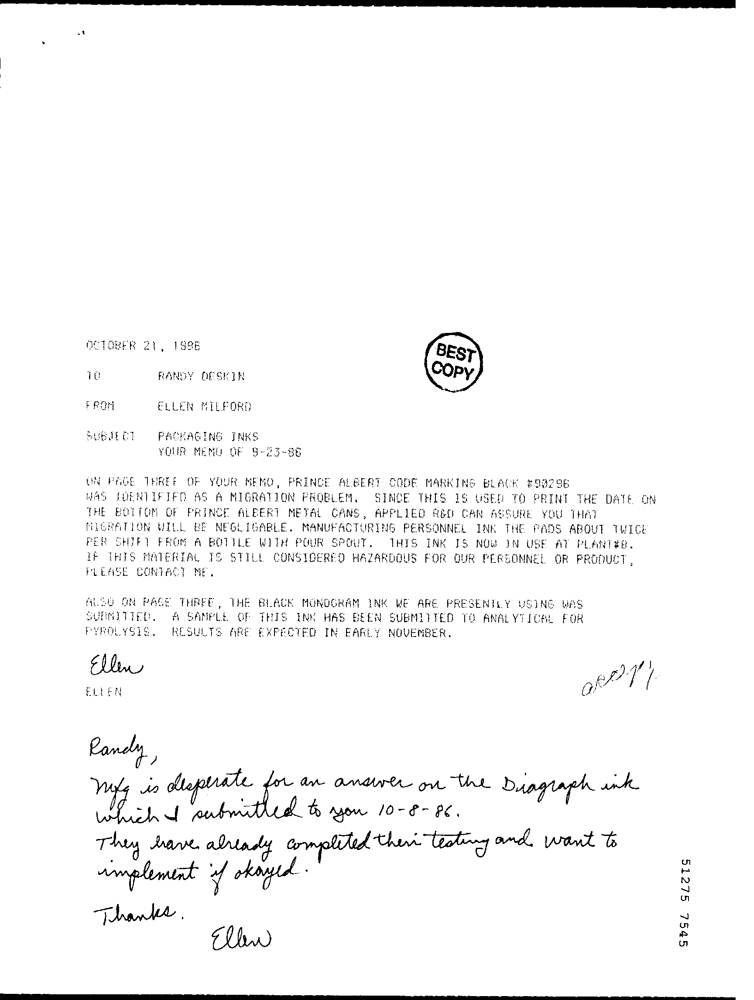 OCTOBER 21, 1986
BEST
COPY
TO RANDY DESKIN
FROM ELLEN MILFORD
SUBJECT PACKAGING INKS
YOUR MEMO OF 9-23-86
ON PAGE THREE OF YOUR MEMO, PRINCE ALBERT CODE MARKING BLACK #90296
WAS IDENTIFIED AS A MIGRATION PROBLEM. SINCE THIS IS USED TO PRINT THE DATE ON
THE BOTTOM OF PRINCE ALBERT METAL CANS, APPLIED R&D CAN ASSURE YOU THAT
MIGRATION WILL BE NEGLIGABLE. MANUFACTURING PERSONNEL INK THE PADS ABOUT TWICE
PER SHIFT FROM A BOTTLE WITH POUR SPOUT. THIS INK IS NOW IN USE AT PLANT#8.
IF THIS MATERIAL IS STILL CONSIDERED HAZARDOUS FOR OUR PERSONNEL OR PRODUCT,
PLEASE CONTACT ME.
ALSO ON PAGE THREE, THE BLACK MONOGRAM INK WE ARE PRESENTLY USING WAS
SUBMITTED. A SAMPLE OF THIS INK HAS BEEN SUBMITTED TO ANALYTICAL FOR
PYROLYSIS. RESULTS ARE EXPECTED IN EARLY NOVEMBER.
Ellen
ELLEN
Randy,
Mfg is desperate for an answer on the Diagraph ink
which I submitted to you 10-8-86.
They have already completed their testing and want to
implement if okayed.
Thanks.
Ellen
51275 7545